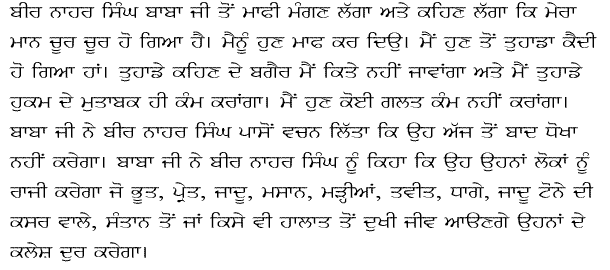 ਬੀਰ ਨਾਹਰ ਸਿੰਘ ਬਾਬਾ ਜੀ ਤੋਂ ਮਾਫੀ ਮੰਗਣ ਲੱਗਾ ਅਤੇ ਕਹਿਣ ਲੱਗਾ ਕਿ ਮੇਰਾ
ਮਾਨ ਚੂਰ ਚੂਰ ਹੋ ਗਿਆ ਹੈ। ਮੈਨੂੰ ਹੁਣ ਮਾਫ ਕਰ ਦਿਉ। ਮੈਂ ਹੁਣ ਤੋਂ ਤੁਹਾਡਾ ਕੈਦੀ
ਹੋ ਗਿਆ ਹਾਂ। ਤੁਹਾਡੇ ਕਹਿਣ ਦੇ ਬਗੈਰ ਮੈਂ ਕਿਤੇ ਨਹੀਂ ਜਾਵਾਂਗਾ ਅਤੇ ਮੈਂ ਤੁਹਾਡੇ
ਹੁਕਮ ਦੇ ਮੁਤਾਬਕ ਹੀ ਕੰਮ ਕਰਾਂਗਾ। ਮੈਂ ਹੁਣ ਕੋਈ ਗਲਤ ਕੰਮ ਨਹੀਂ ਕਰਾਂਗਾ।
ਬਾਬਾ ਜੀ ਨੇ ਬੀਰ ਨਾਹਰ ਸਿੰਘ ਪਾਸੋਂ ਵਚਨ ਲਿੱਤਾ ਕਿ ਉਹ ਅੱਜ ਤੋਂ ਬਾਦ ਧੋਖਾ
ਨਹੀਂ ਕਰੇਗਾ। ਬਾਬਾ ਜੀ ਨੇ ਬੀਰ ਨਾਹਰ ਸਿੰਘ ਨੂੰ ਕਿਹਾ ਕਿ ਉਹ ਉਹਨਾਂ ਲੋਕਾਂ ਨੂੰ
ਰਾਜੀ ਕਰੇਗਾ ਜੋ ਭੂਤ, ਪ੍ਰੇਤ, ਜਾਦੂ, ਮਸਾਨ, ਮੜ੍ਹੀਆਂ, ਤਵੀਤ, ਧਾਗੇ, ਜਾਦੂ ਟੋਨੇ ਦੀ
ਕਸਰ ਵਾਲੇ, ਸੰਤਾਨ ਤੋਂ ਜਾਂ ਕਿਸੇ ਵੀ ਹਾਲਾਤ ਤੋਂ ਦੁਖੀ ਜੀਵ ਆਉਣਗੇ ਉਹਨਾਂ ਦੇ
ਕਲੇਸ਼ ਦੂਰ ਕਰੇਗਾ।